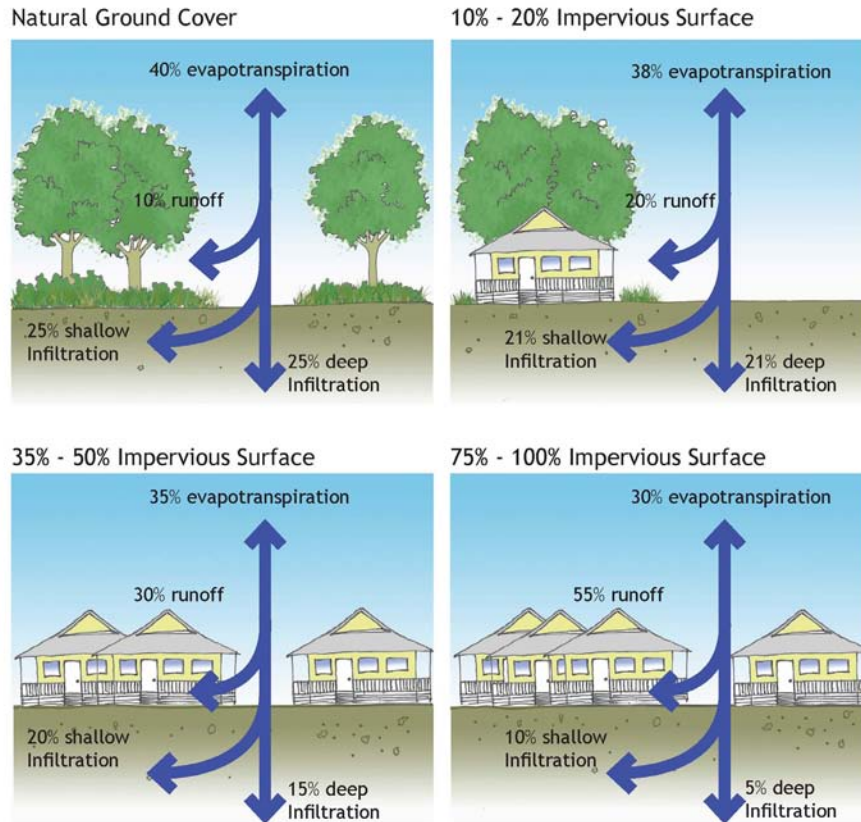 Natural Ground Cover
40% evapotranspiration
10% runoff
25% shallow
Infiltration
25% deep
Infiltration
10% - 20% Impervious Surface
38% evapotranspiration
20% runoff
21% shallow
Infiltration
21% deep
Infiltration
35% - 50% Impervious Surface
35% evapotranspiration
30% runoff
20% shallow
Infiltration
15% deep
Infiltration
75% - 100% Impervious Surface
30% evapotranspiration
55% runoff
10% shallow
Infiltration
5% deep
Infiltration